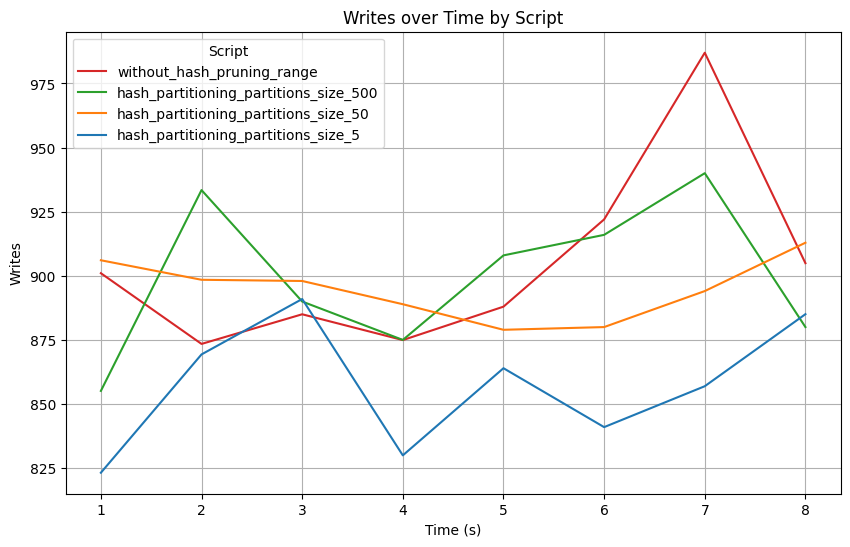 Writes over Time by Script
Script
without_hash_pruning_range
hash_partitioning_partitions_size_500
hash_partitioning_partitions_size_50
hash_partitioning_partitions_size_5
Writes
975
950
925
900
875
850
825
1 2 3 4 5 6 7 8
Time (s)